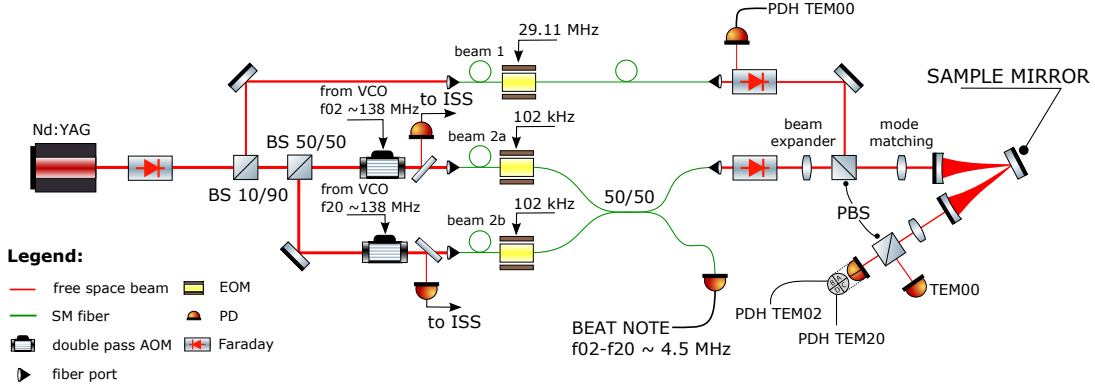 PDH TEM00
29.11 MHz
beam 1
SAMPLE MIRROR
from VCO
f02 ~138 MHz
to ISS
Nd:YAG
BS 50/50
102 kHz
beam 2a
beam
expander
mode
matching
BS 10/90
from VCO
f20 ~138 MHz
102 kHz
beam 2b
50/50
PBS
Legend:
free space beam
EOM
SM fiber
PD
double pass AOM
Faraday
fiber port
to ISS
BEAT NOTE
f02-f20 ~ 4.5 MHz
B A
D C
TEM00
PDH TEM02
PDH TEM20